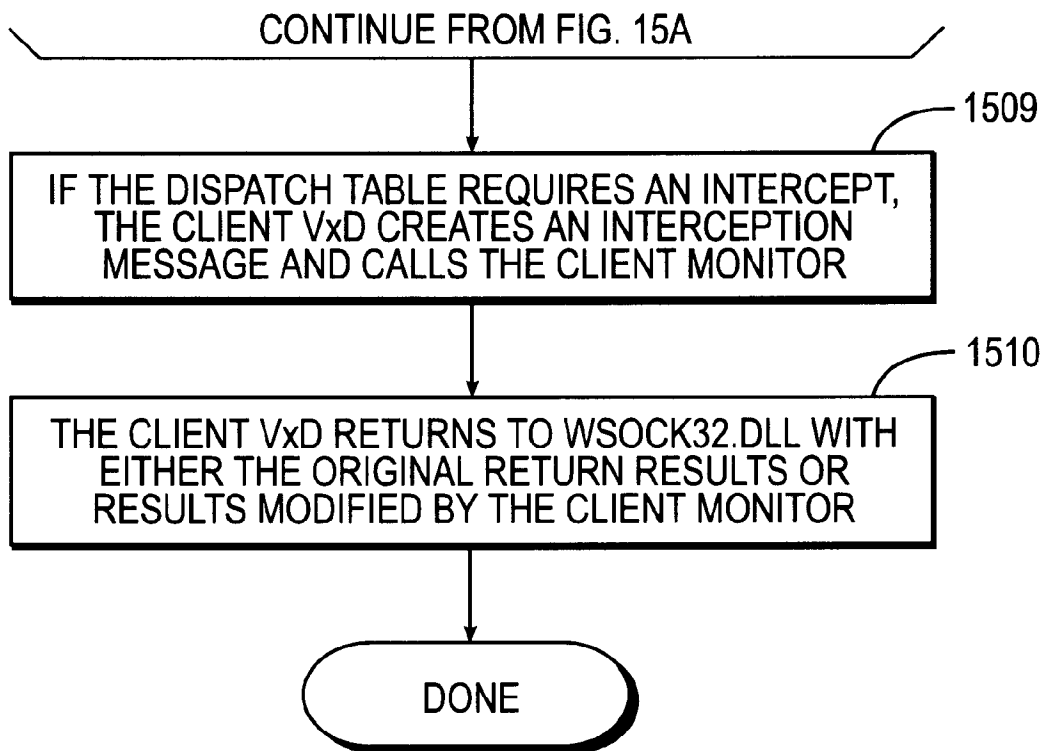 CONTINUE FROM FIG. 15A
1509
IF THE DISPATCH TABLE REQUIRES AN INTERCEPT,
THE CLIENT VxD CREATES AN INTERCEPTION
MESSAGE AND CALLS THE CLIENT MONITOR
1510
THE CLIENT VxD RETURNS TO WSOCK32.DLL WITH
EITHER THE ORIGINAL RETURN RESULTS OR
RESULTS MODIFIED BY THE CLIENT MONITOR
DONE